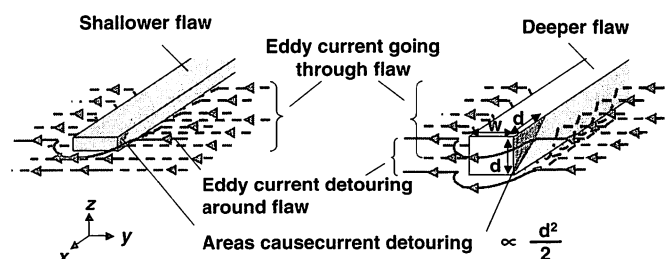 Shallower flaw
Deeper flaw
Eddy current going
through flaw
w
d
d
Eddy current detouring
around flaw
Areas causecurrent detouring ∝ d²/2
z
y
x